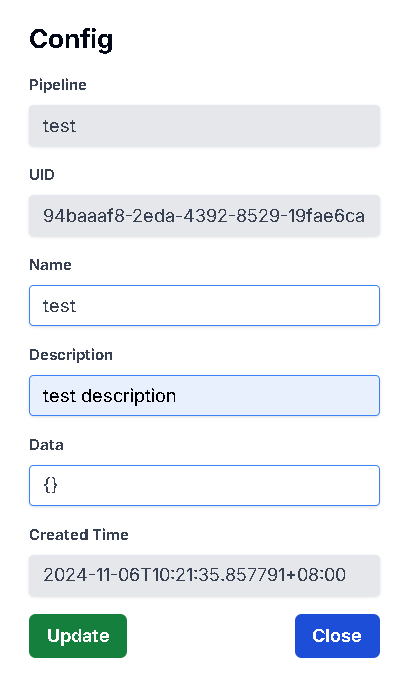 Config
Pipeline
test
UID
94baaaf8-2eda-4392-8529-19fae6ca
Name
test
Description
test description
Data
{}
Created Time
2024-11-06T10:21:35.857791+08:00
Update Close